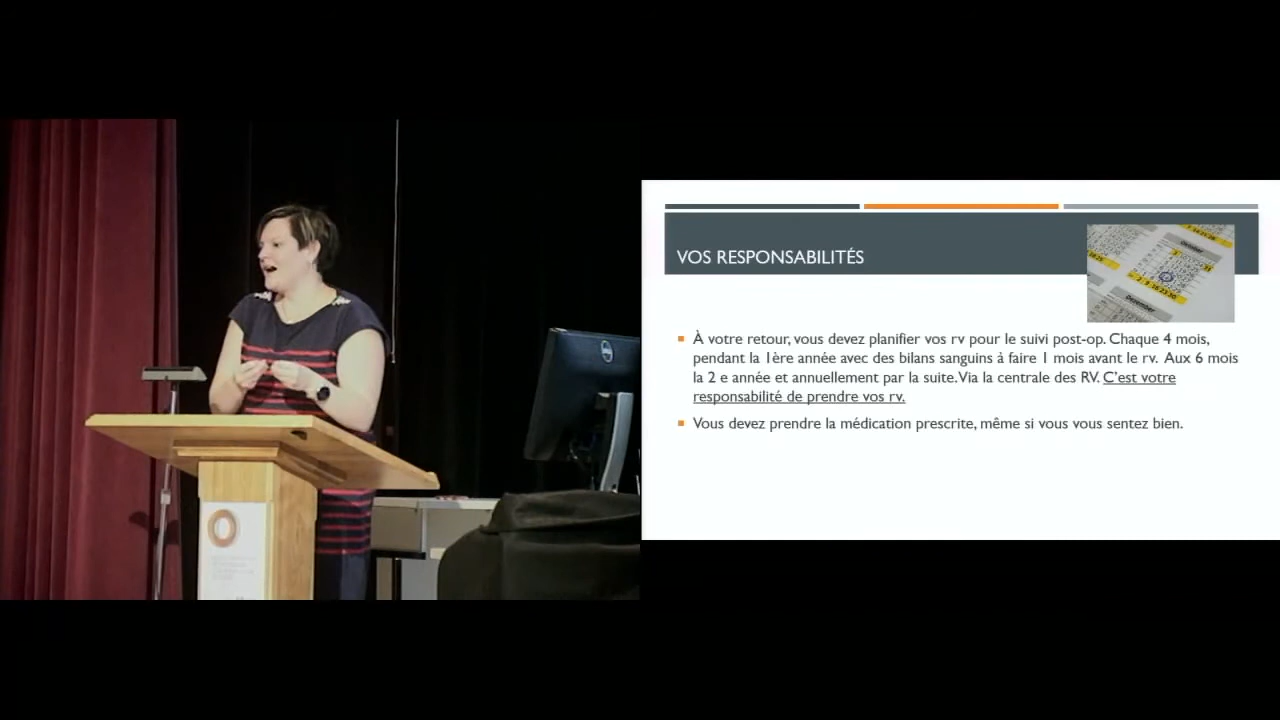 VOS RESPONSABILITÉS
December
December
À votre retour, vous devez planifier vos rv pour le suivi post-op. Chaque 4 mois,
pendant la 1ère année avec des bilans sanguins à faire 1 mois avant le rv. Aux 6 mois
la 2 e année et annuellement par la suite. Via la centrale des RV. C'est votre
responsabilité de prendre vos rv.
Vous devez prendre la médication prescrite, même si vous vous sentez bien.